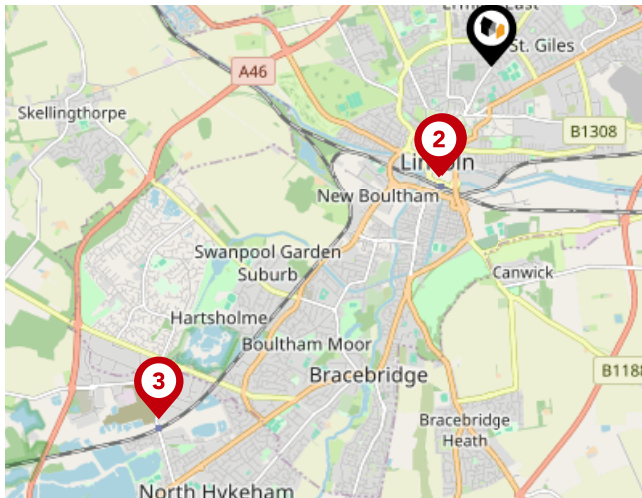 St. Giles
A46
Skellingthorpe
B1308
2
New Boultham
Swanpool Garden
Suburb
Canwick
Hartsholme
Boultham Moor
B1188
3
Bracebridge
Bracebridge
Heath
North Hykeham